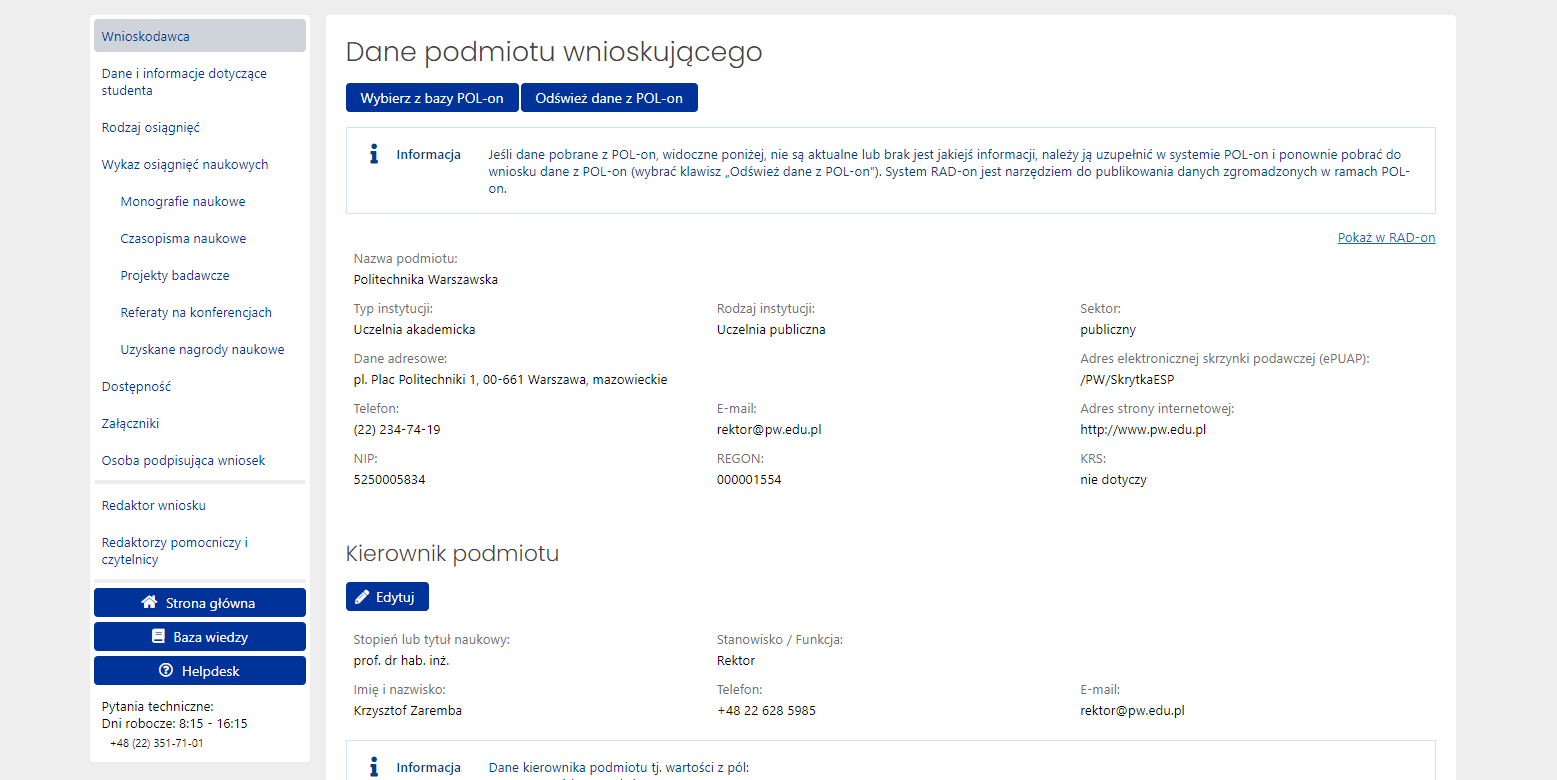 Wnioskodawca
Dane i informacje dotyczące
studenta
Rodzaj osiągnięć
Wykaz osiągnięć naukowych
Monografie naukowe
Czasopisma naukowe
Projekty badawcze
Referaty na konferencjach
Uzyskane nagrody naukowe
Dostępność
Załączniki
Osoba podpisująca wniosek
Redaktor wniosku
Redaktorzy pomocniczy i
czytelnicy
Strona główna
Baza wiedzy
Helpdesk
Pytania techniczne:
Dni robocze: 8:15 - 16:15
+48 (22) 351-71-01
Dane podmiotu wnioskującego
Wybierz z bazy POL-on
Odśwież dane z POL-on
Informacja
Jeśli dane pobrane z POL-on, widoczne poniżej, nie są aktualne lub brak jest jakiejś informacji, należy ją uzupełnić w systemie POL-on i ponownie pobrać do
wniosku dane z POL-on (wybrać klawisz „Odśwież dane z POL-on”). System RAD-on jest narzędziem do publikowania danych zgromadzonych w ramach POL-
on.
Pokaż w RAD-on
Nazwa podmiotu:
Politechnika Warszawska
Typ instytucji:
Uczelnia akademicka
Rodzaj instytucji:
Uczelnia publiczna
Sektor:
publiczny
Dane adresowe:
pl. Plac Politechniki 1, 00-661 Warszawa, mazowieckie
Adres elektronicznej skrzynki podawczej (ePUAP):
/PW/SkrytkaESP
Telefon:
(22) 234-74-19
E-mail:
rektor@pw.edu.pl
Adres strony internetowej:
http://www.pw.edu.pl
NIP:
5250005834
REGON:
000001554
KRS:
nie dotyczy
Kierownik podmiotu
Edytuj
Stopień lub tytuł naukowy:
prof. dr hab. inż.
Stanowisko / Funkcja:
Rektor
Imię i nazwisko:
Krzysztof Zaremba
Telefon:
+48 22 628 5985
E-mail:
rektor@pw.edu.pl
Informacja
Dane kierownika podmiotu tj. wartości z pól: